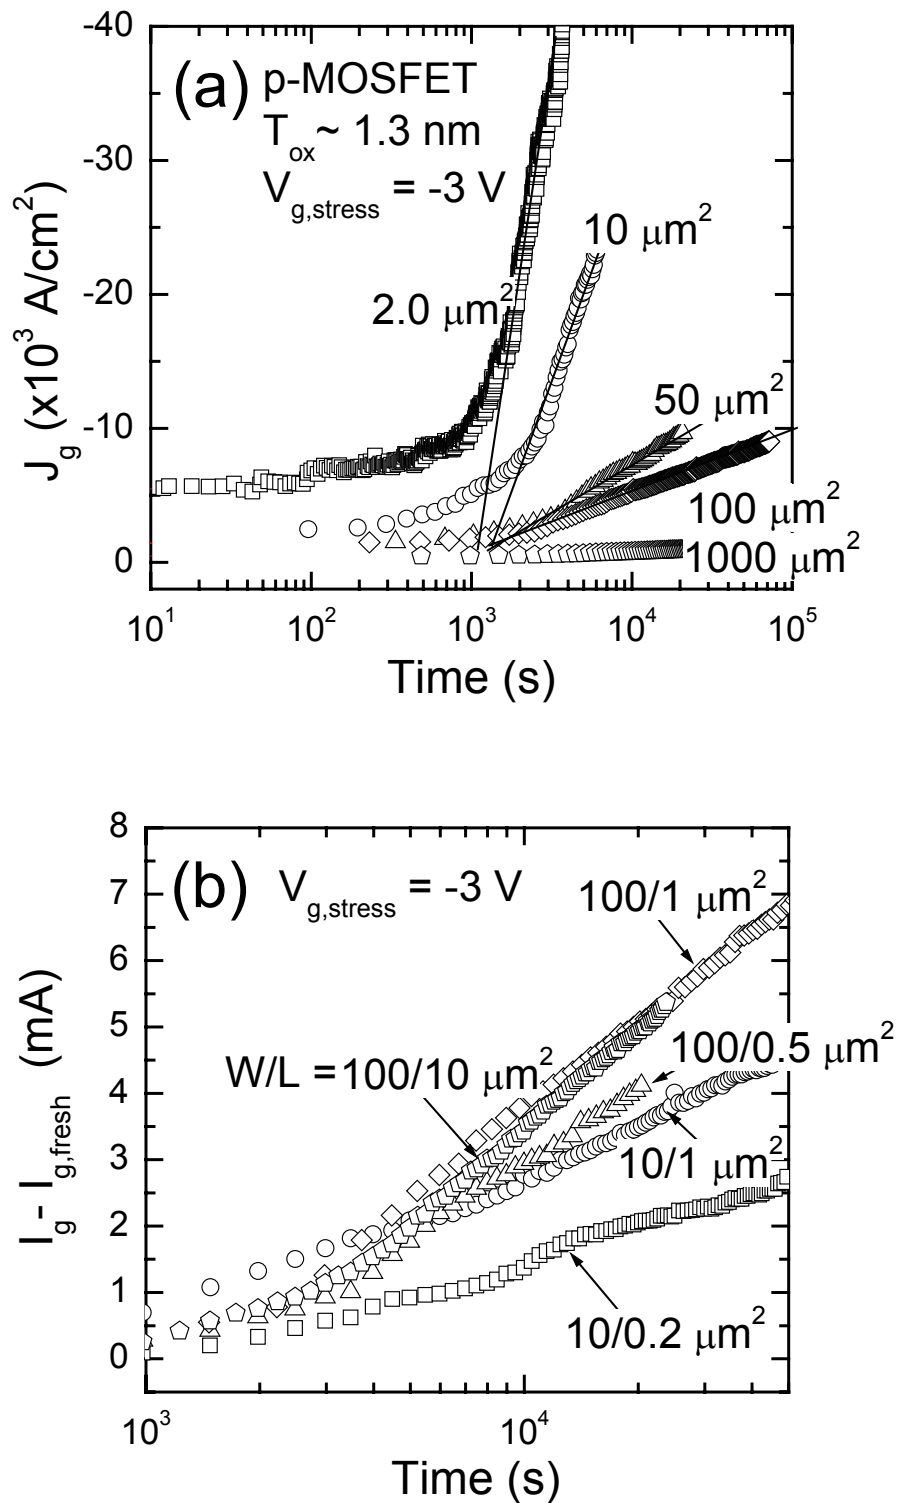 (a) p-MOSFET
T_ox ~ 1.3 nm
V_g,stress = -3 V
-40
-30
-20
-10
0
J_g (x10^3 A/cm^2)
10 μm^2
2.0 μm^2
50 μm^2
100 μm^2
1000 μm^2
10^1 10^2 10^3 10^4 10^5
Time (s)
(b) V_g,stress = -3 V
8
7
6
5
4
3
2
1
0
I_g - I_g,fresh (mA)
100/1 μm^2
100/0.5 μm^2
W/L = 100/10 μm^2
10/1 μm^2
10/0.2 μm^2
10^3 10^4
Time (s)